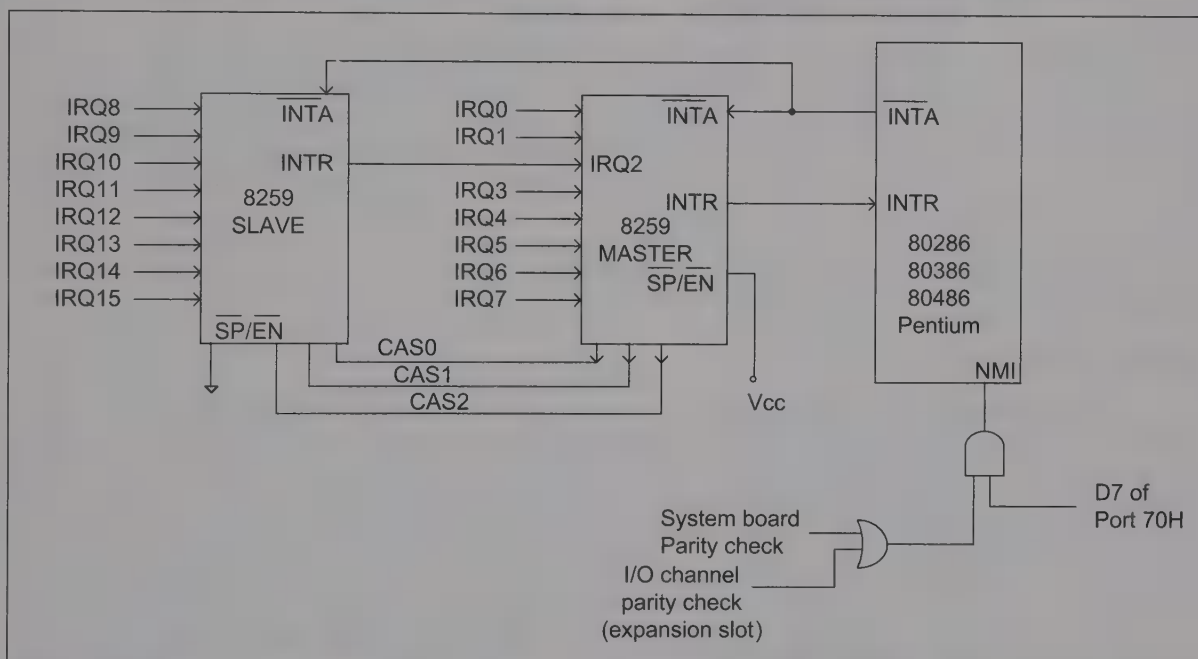 IRQ8
IRQ9
IRQ10
IRQ11
IRQ12
IRQ13
IRQ14
IRQ15
INTA
INTR
8259
SLAVE
SP/EN
IRQ0
IRQ1
IRQ2
IRQ3
IRQ4
IRQ5
IRQ6
IRQ7
INTA
INTR
8259
MASTER
SP/EN
CAS0
CAS1
CAS2
Vcc
INTA
INTR
80286
80386
80486
Pentium
NMI
D7 of
Port 70H
System board
Parity check
I/O channel
parity check
(expansion slot)